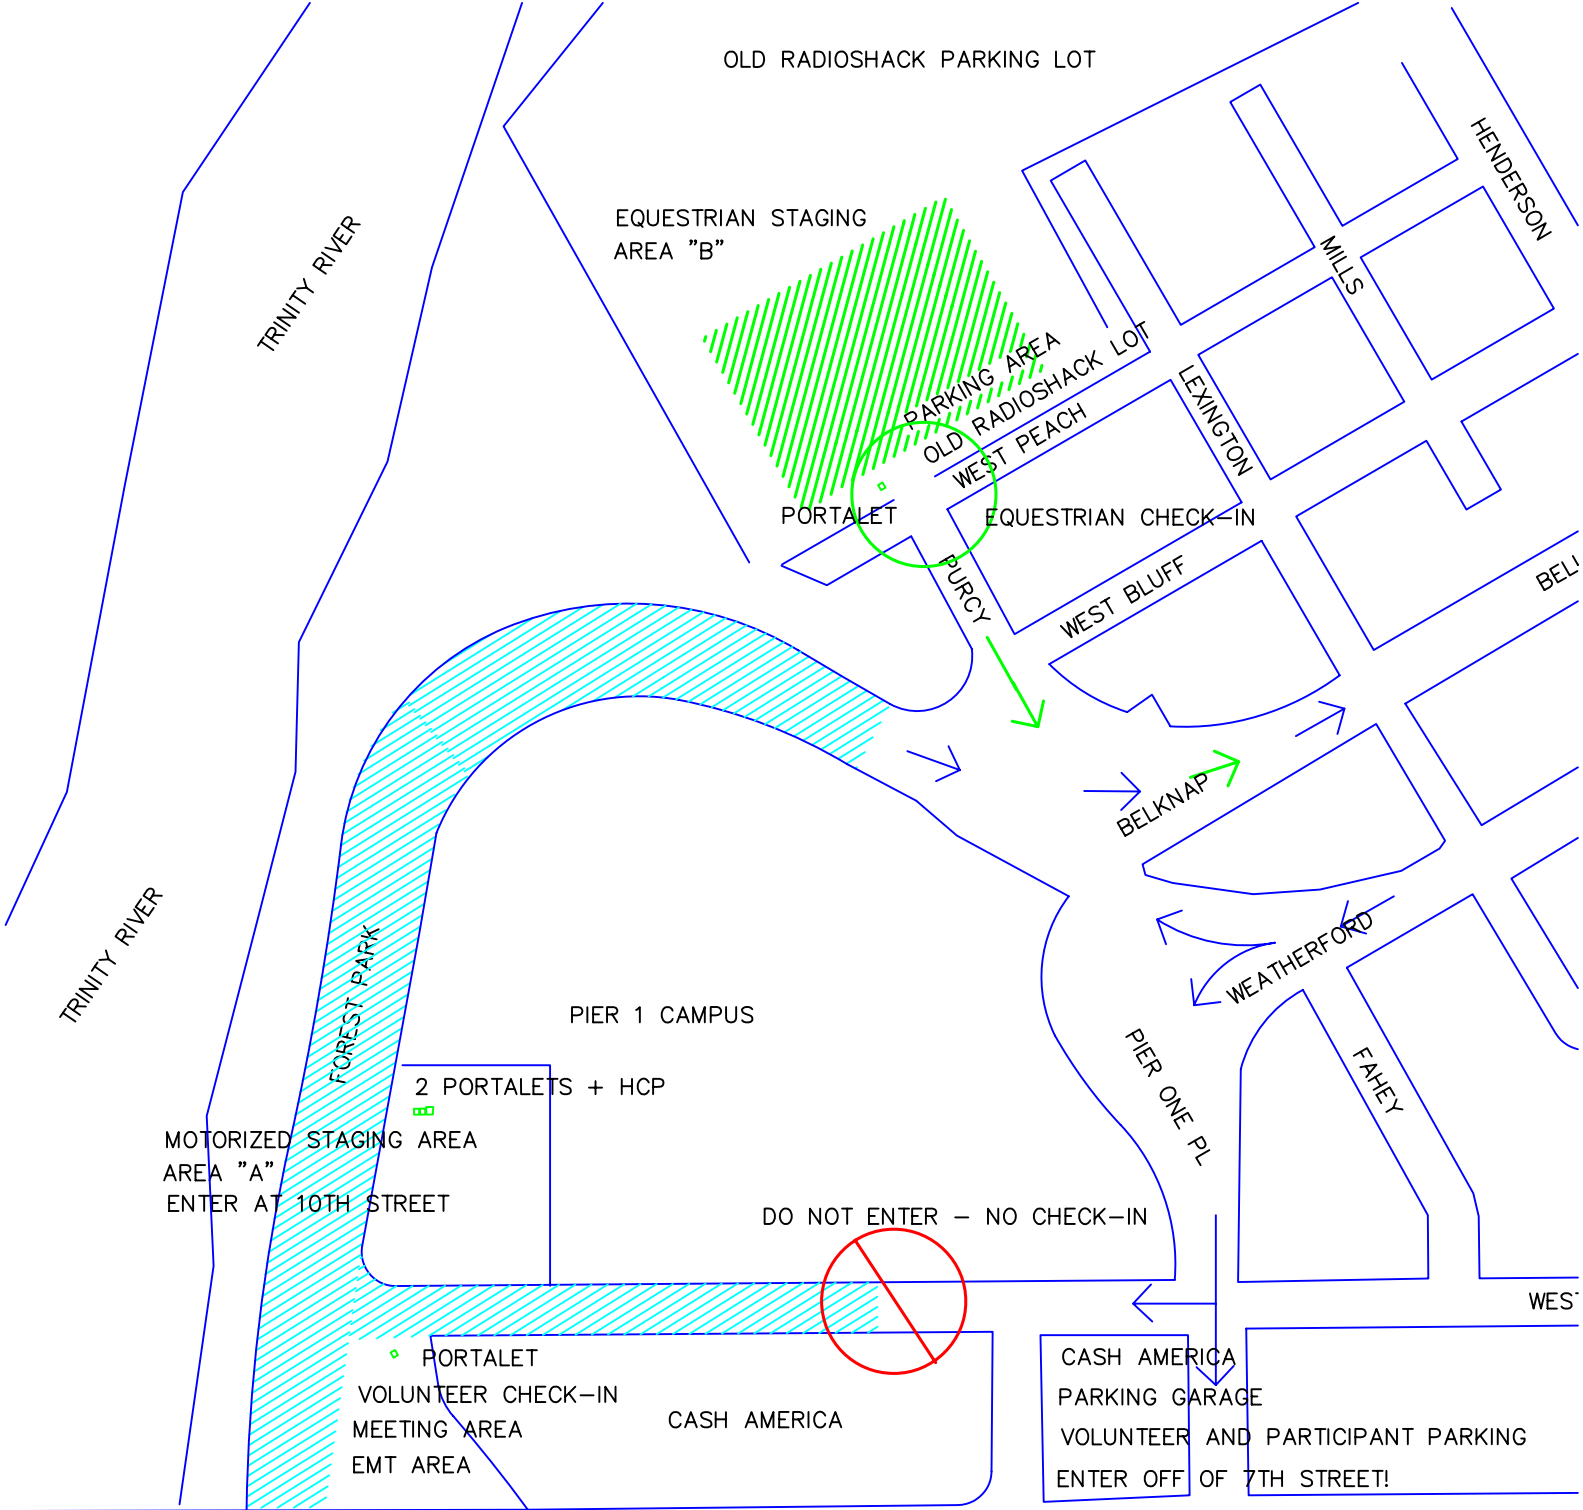 OLD RADIOSHACK PARKING LOT
HENDERSON
EQUESTRIAN STAGING
AREA "B"
TRINITY RIVER
MILLS
PARKING AREA
OLD RADIOSHACK LOT
WEST PEACH
LEXINGTON
PORTALET
EQUESTRIAN CHECK-IN
PURCY
WEST BLUFF
BELK
BELKNAP
TRINITY RIVER
FOREST PARK
WEATHERFORD
PIER 1 CAMPUS
PIER ONE PL
FAHEY
2 PORTALETS + HCP
MOTORIZED STAGING AREA
AREA "A"
ENTER AT 10TH STREET
DO NOT ENTER - NO CHECK-IN
WEST
PORTALET
VOLUNTEER CHECK-IN
MEETING AREA
EMT AREA
CASH AMERICA
CASH AMERICA
PARKING GARAGE
VOLUNTEER AND PARTICIPANT PARKING
ENTER OFF OF 7TH STREET!